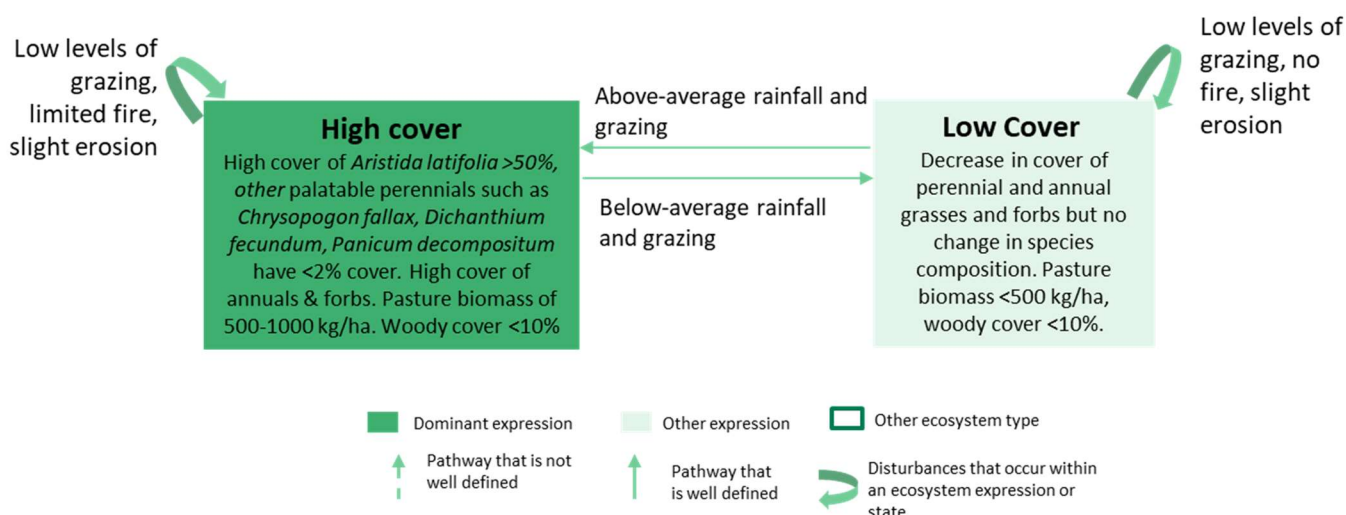 Low levels of
grazing,
limited fire,
slight erosion
High cover
High cover of Aristida latifolia >50%,
other palatable perennials such as
Chrysopogon fallax, Dichanthium
fecundum, Panicum decompositum
have <2% cover. High cover of
annuals & forbs. Pasture biomass of
500-1000 kg/ha. Woody cover <10%
Above-average rainfall and
grazing
Below-average rainfall
and grazing
Low Cover
Decrease in cover of
perennial and annual
grasses and forbs but no
change in species
composition. Pasture
biomass <500 kg/ha,
woody cover <10%.
Low levels of
grazing, no
fire, slight
erosion
Dominant expression
Other expression
Other ecosystem type
Pathway that is not
well defined
Pathway that
is well defined
Disturbances that occur within
an ecosystem expression or
state